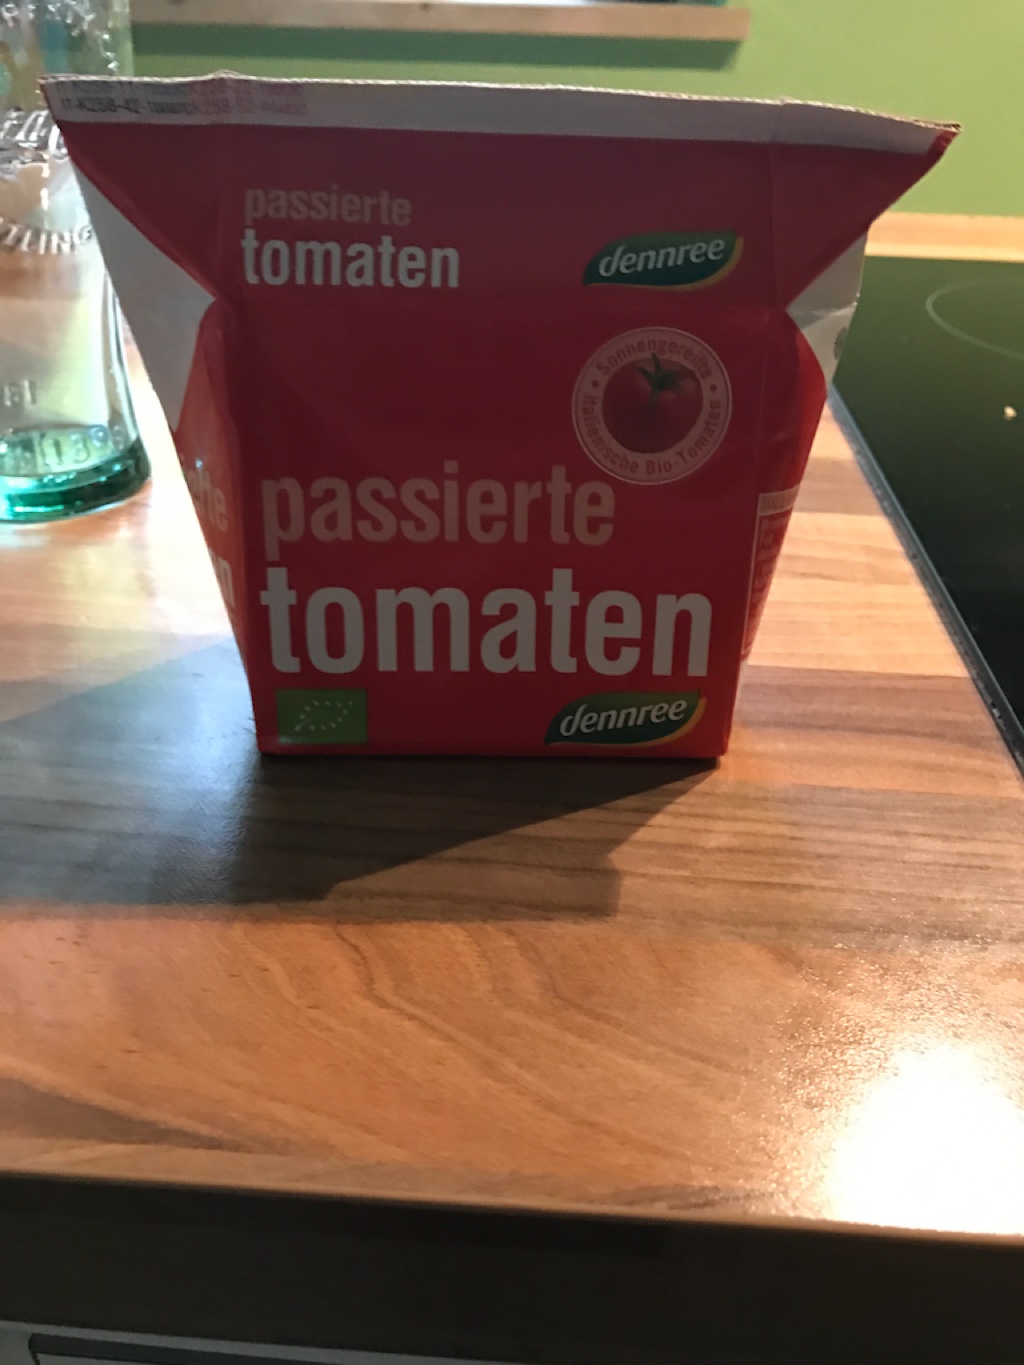 passierte
tomaten
dennree
Sonnengereifte
italienische Bio-Tomaten
passierte
tomaten
dennree